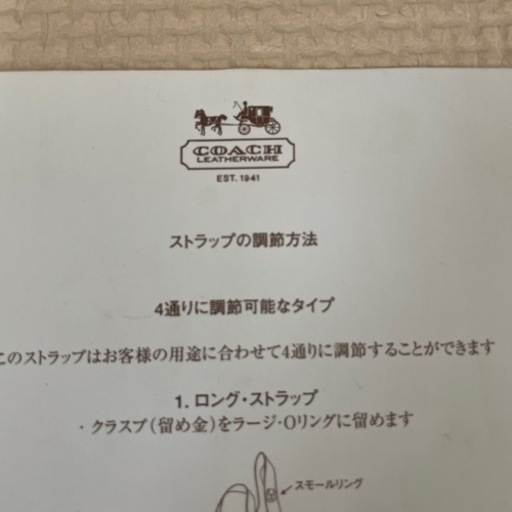 COACH
LEATHERWARE
EST. 1941
ストラップの調節方法
4通りに調節可能なタイプ
このストラップはお客様の用途に合わせて4通りに調節することができます
1. ロング・ストラップ
・クラスプ(留め金)をラージ・Oリングに留めます
スモールリング